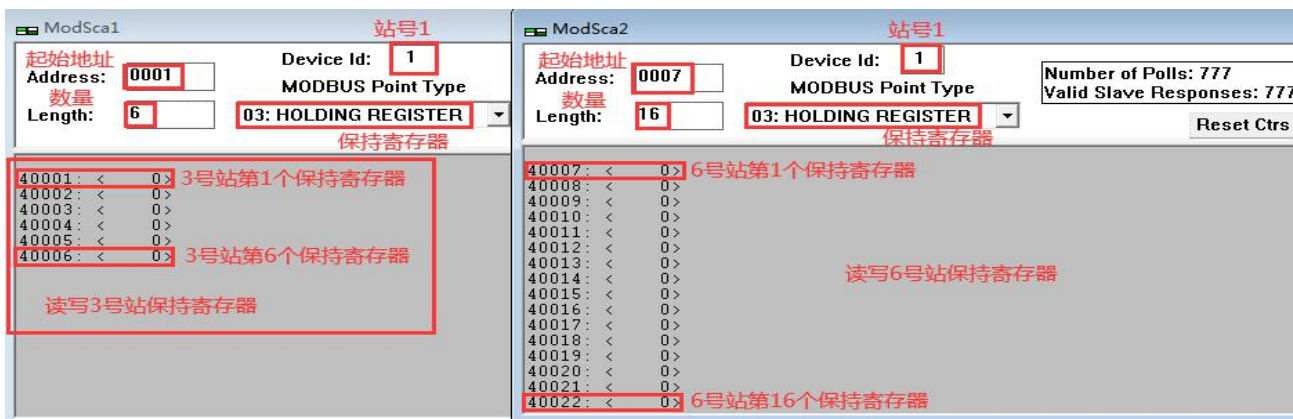 ModSca1
站号1
起始地址
Address: 0001
Device Id: 1
MODBUS Point Type
数量
Length: 6
03: HOLDING REGISTER
保持寄存器
40001: < 0> 3号站第1个保持寄存器
40002: < 0>
40003: < 0>
40004: < 0>
40005: < 0>
40006: < 0> 3号站第6个保持寄存器
读写3号站保持寄存器
ModSca2
站号1
起始地址
Address: 0007
Device Id: 1
MODBUS Point Type
数量
Length: 16
03: HOLDING REGISTER
保持寄存器
Number of Polls: 777
Valid Slave Responses: 777
Reset Ctrs
40007: < 0> 6号站第1个保持寄存器
40008: < 0>
40009: < 0>
40010: < 0>
40011: < 0>
40012: < 0>
40013: < 0>
40014: < 0> 读写6号站保持寄存器
40015: < 0>
40016: < 0>
40017: < 0>
40018: < 0>
40019: < 0>
40020: < 0>
40021: < 0>
40022: < 0> 6号站第16个保持寄存器